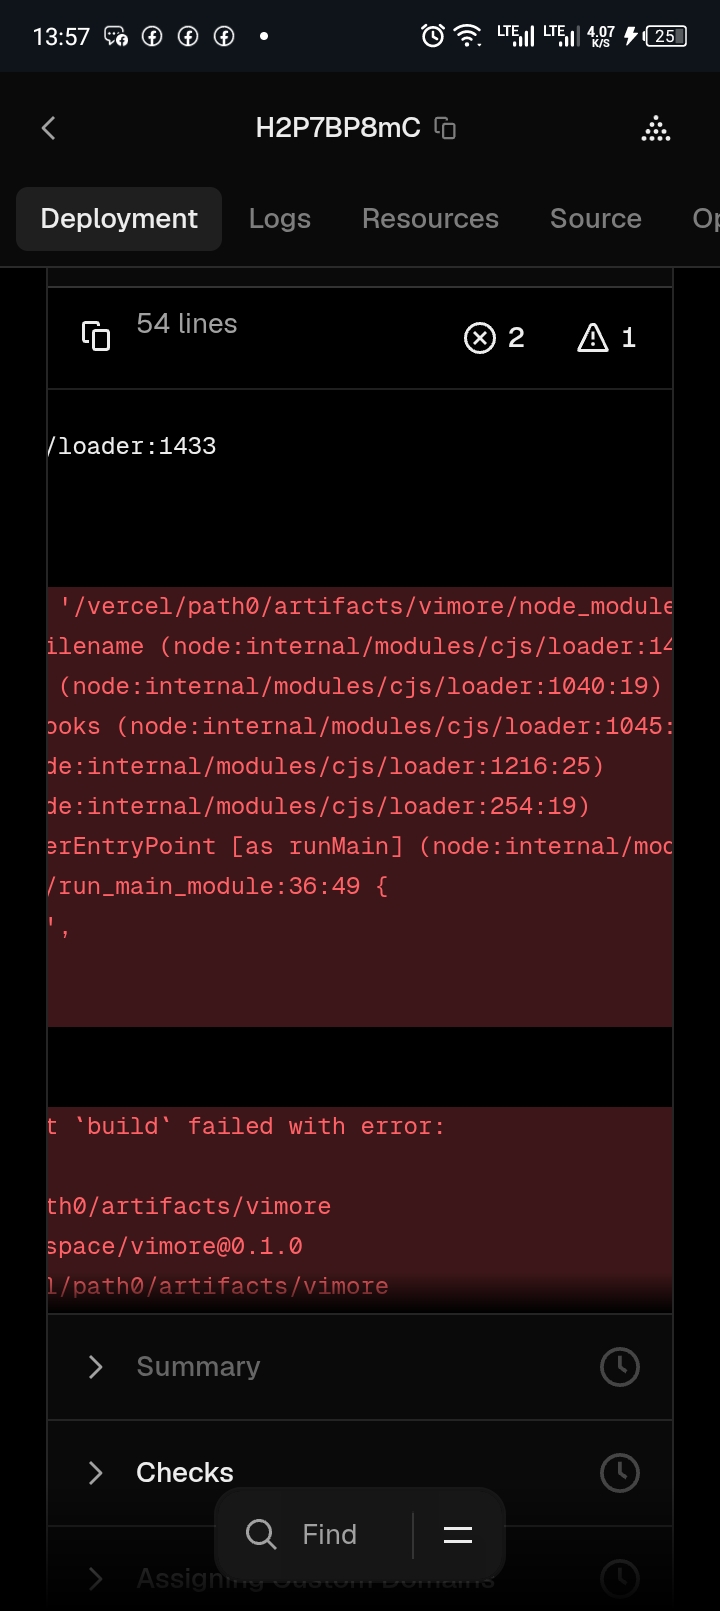 13:57
LTE LTE 4.07 K/S 25
H2P7BP8mC
Deployment Logs Resources Source Op
54 lines 2 1
/loader:1433
'/vercel/path0/artifacts/vimore/node_module
ilename (node:internal/modules/cjs/loader:14
(node:internal/modules/cjs/loader:1040:19)
ooks (node:internal/modules/cjs/loader:1045:
de:internal/modules/cjs/loader:1216:25)
de:internal/modules/cjs/loader:254:19)
erEntryPoint [as runMain] (node:internal/mod
/run_main_module:36:49 {
',
t `build` failed with error:
th0/artifacts/vimore
space/vimore@0.1.0
l/path0/artifacts/vimore
Summary
Checks
Find
Assigning Custom Domains